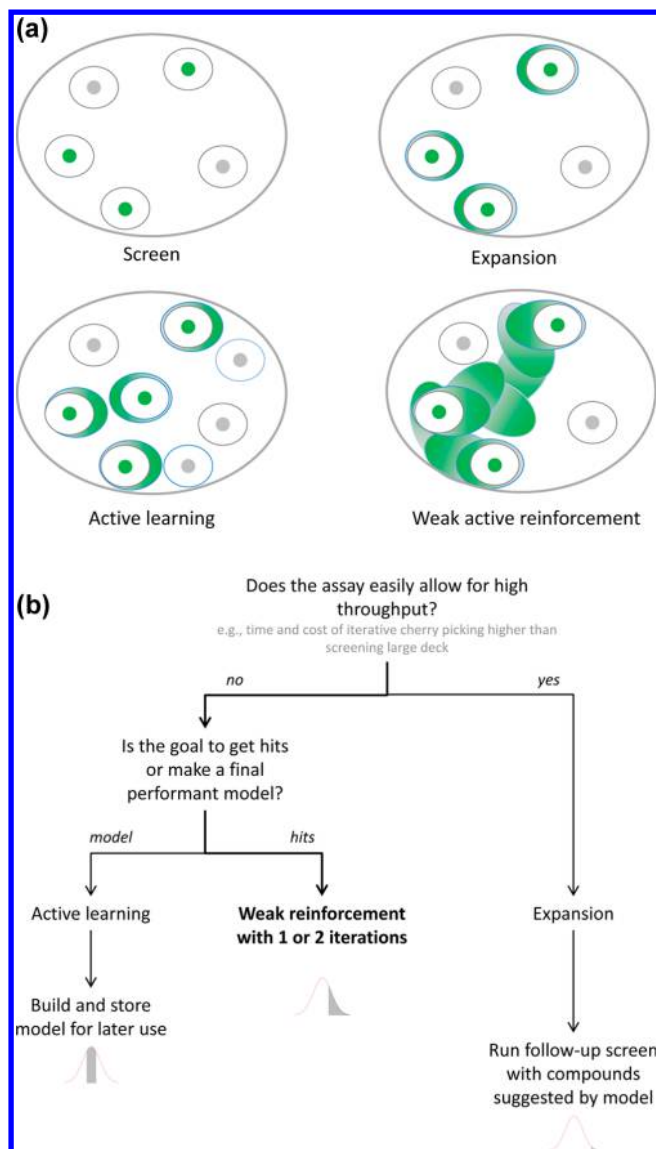 (a)
Screen
Expansion
Active learning
Weak active reinforcement
(b)
Does the assay easily allow for high
throughput?
e.g., time and cost of iterative cherry picking higher than
screening large deck
no
yes
Is the goal to get hits
or make a final
performant model?
model
hits
Active learning
Weak reinforcement
with 1 or 2 iterations
Expansion
Build and store
model for later use
Run follow-up screen
with compounds
suggested by model